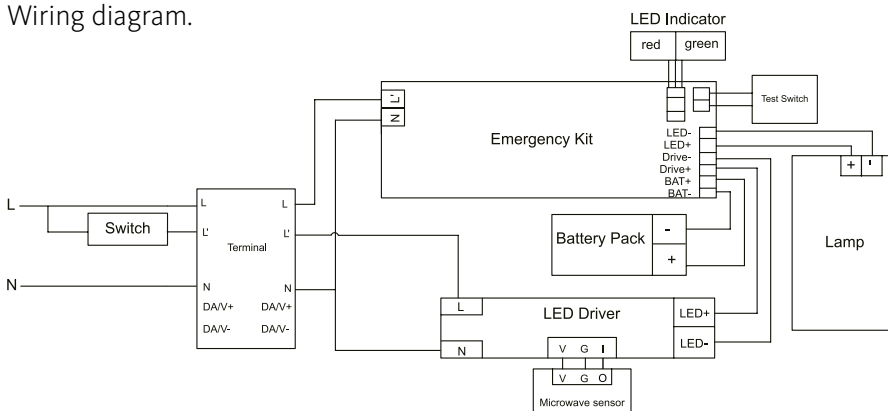 Wiring diagram.
LED Indicator
red green
Test Switch
L'
N
Emergency Kit
LED-
LED+
Drive-
Drive+
BAT+
BAT-
+ -
Lamp
Battery Pack
-
+
L
Switch
N
L L
L' L'
Terminal
N N
DA/V+ DA/V+
DA/V- DA/V-
L
LED Driver
LED+
LED-
N
V G I
V G O
Microwave sensor